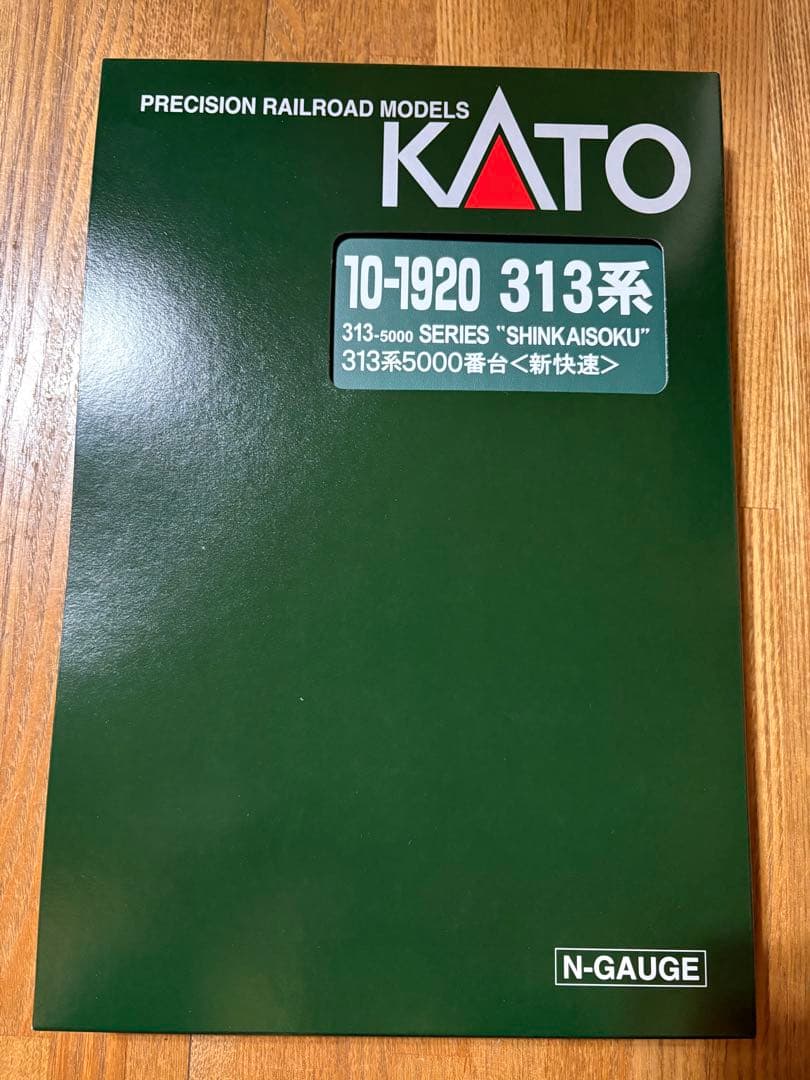 PRECISION RAILROAD MODELS
KATO
10-1920 313系
313-5000 SERIES "SHINKAISOKU"
313系5000番台<新快速>
N-GAUGE